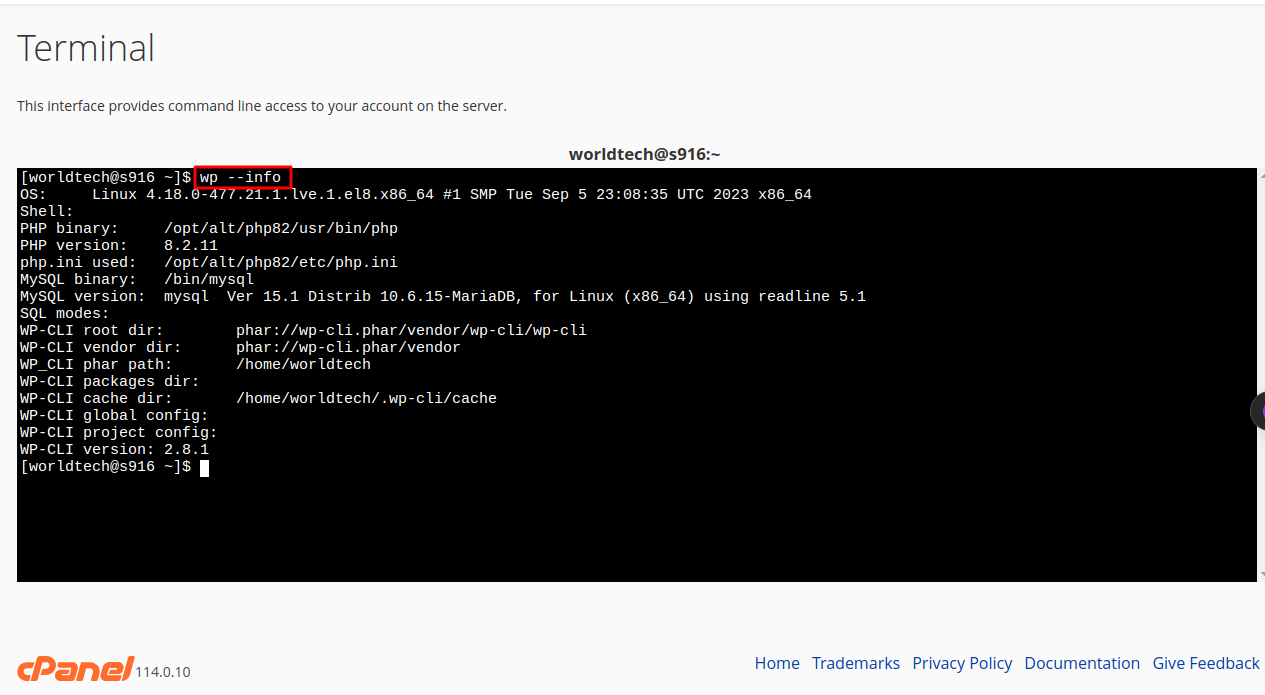 Terminal
This interface provides command line access to your account on the server.
worldtech@s916:~
[worldtech@s916 ~]$ wp --info
OS:     Linux 4.18.0-477.21.1.lve.1.el8.x86_64 #1 SMP Tue Sep 5 23:08:35 UTC 2023 x86_64
Shell:
PHP binary:     /opt/alt/php82/usr/bin/php
PHP version:    8.2.11
php.ini used:   /opt/alt/php82/etc/php.ini
MySQL binary:   /bin/mysql
MySQL version:  mysql  Ver 15.1 Distrib 10.6.15-MariaDB, for Linux (x86_64) using readline 5.1
SQL modes:
WP-CLI root dir:        phar://wp-cli.phar/vendor/wp-cli/wp-cli
WP-CLI vendor dir:      phar://wp-cli.phar/vendor
WP_CLI phar path:       /home/worldtech
WP-CLI packages dir:
WP-CLI cache dir:       /home/worldtech/.wp-cli/cache
WP-CLI global config:
WP-CLI project config:
WP-CLI version: 2.8.1
[worldtech@s916 ~]$
cPanel 114.0.10
Home Trademarks Privacy Policy Documentation Give Feedback